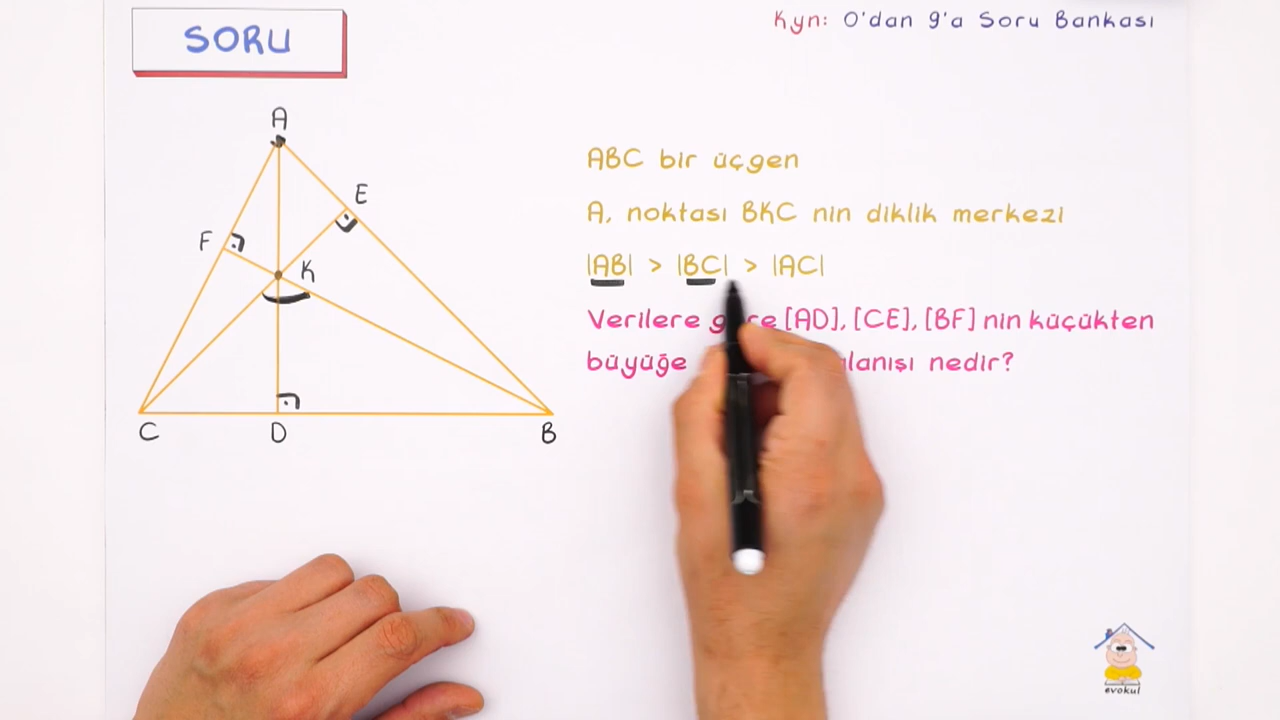 SORU
Kyn: 0'dan 9'a Soru Bankası
A
E
F
K
C
D
B
ABC bir üçgen
A, noktası BKC nin diklik merkezi
|AB| > |BC| > |AC|
Verilere [AD], [CE], [BF] nin küçükten
büyüğe nedir?
evokul